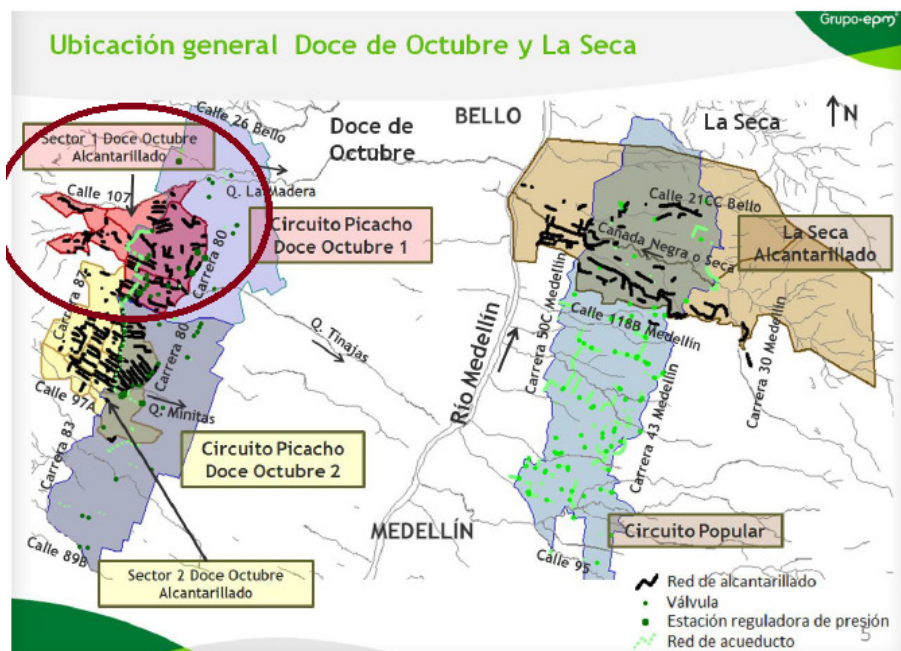 Grupo·epm®
Ubicación general Doce de Octubre y La Seca
BELLO
N
Calle 26 Bello
Doce de
Octubre
La Seca
Sector 1 Doce Octubre
Alcantarillado
Q. La Madera
Calle 107
Calle 21CC Bello
Circuito Picacho
Doce Octubre 1
La Seca
Alcantarillado
Cañada Negra o Seca
Carrera 80
Carrera 82
Carrera 50C Medellín
Calle 118B Medellín
Carrera 80
Q. Tinajas
Río Medellín
Carrera 43 Medellín
Carrera 30 Medellín
Calle 97A
Q. Minitas
Carrera 83
Circuito Picacho
Doce Octubre 2
MEDELLÍN
Circuito Popular
Calle 89B
Calle 95
Sector 2 Doce Octubre
Alcantarillado
Red de alcantarillado
Válvula
Estación reguladora de presión
Red de acueducto
5